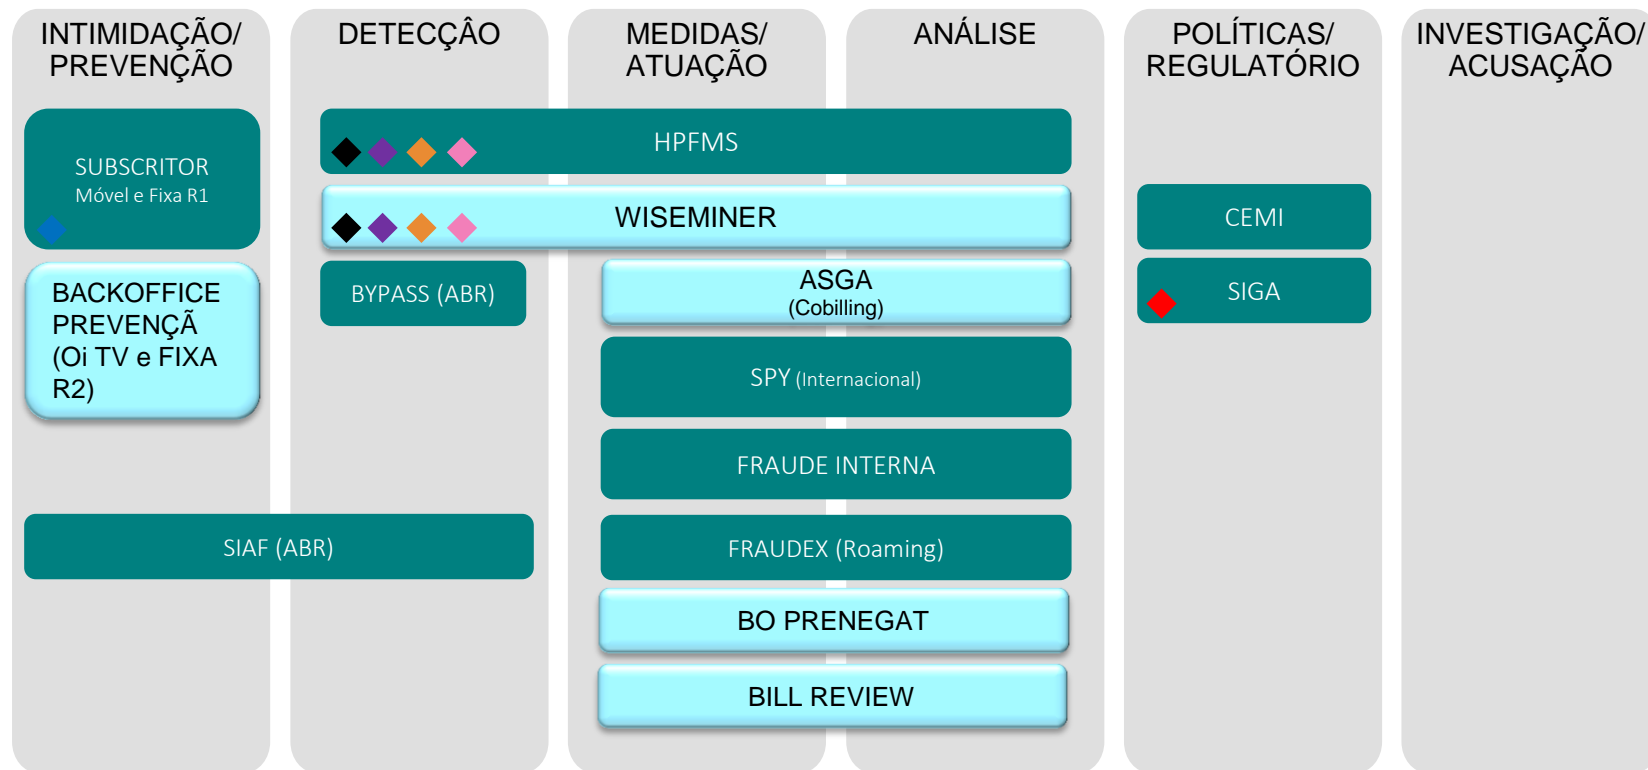 INTIMIDAÇÃO/
PREVENÇÃO
DETECÇÂO
MEDIDAS/
ATUAÇÃO
ANÁLISE
POLÍTICAS/
REGULATÓRIO
INVESTIGAÇÃO/
ACUSAÇÃO
SUBSCRITOR
Móvel e Fixa R1
HPFMS
WISEMINER
CEMI
BACKOFFICE
PREVENÇÃ
(Oi TV e FIXA
R2)
BYPASS (ABR)
ASGA
(Cobilling)
SIGA
SPY (Internacional)
FRAUDE INTERNA
SIAF (ABR)
FRAUDEX (Roaming)
BO PRENEGAT
BILL REVIEW